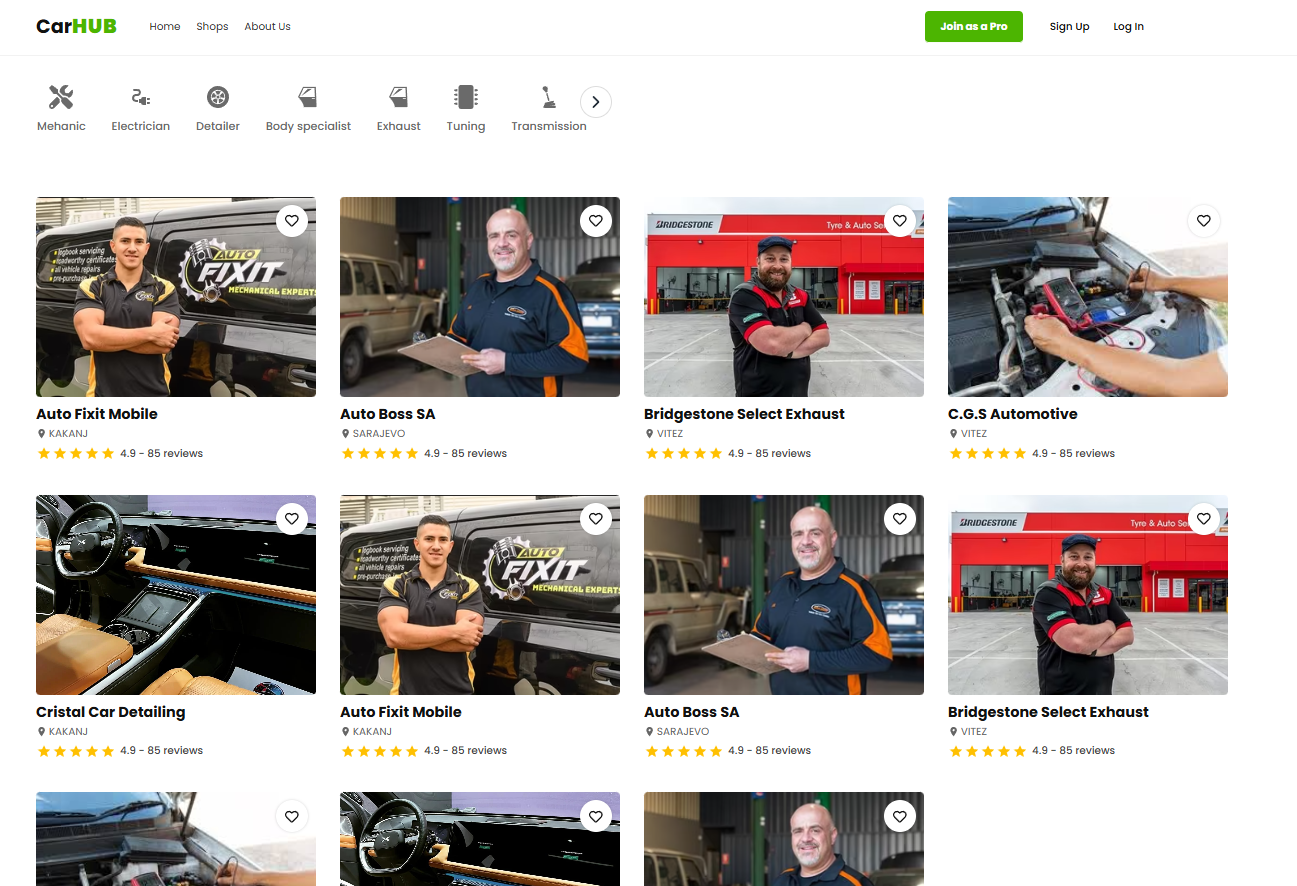 CarHUB
Home Shops About Us
Join as a Pro
Sign Up Log In
Mehanic Electrician Detailer Body specialist Exhaust Tuning Transmission
logbook servicing
roadworthy certificates
all vehicle repairs
pre-purchase
AUTO
FIXIT
MECHANICAL EXPERTS
BRIDGESTONE
Tyre & Auto Se
Auto Fixit Mobile
KAKANJ
4.9 - 85 reviews
Auto Boss SA
SARAJEVO
4.9 - 85 reviews
Bridgestone Select Exhaust
VITEZ
4.9 - 85 reviews
C.G.S Automotive
VITEZ
4.9 - 85 reviews
logbook servicing
roadworthy certificates
all vehicle repairs
pre-purchase
AUTO
FIXIT
MECHANICAL EXPERTS
BRIDGESTONE
Tyre & Auto Se
Cristal Car Detailing
KAKANJ
4.9 - 85 reviews
Auto Fixit Mobile
KAKANJ
4.9 - 85 reviews
Auto Boss SA
SARAJEVO
4.9 - 85 reviews
Bridgestone Select Exhaust
VITEZ
4.9 - 85 reviews